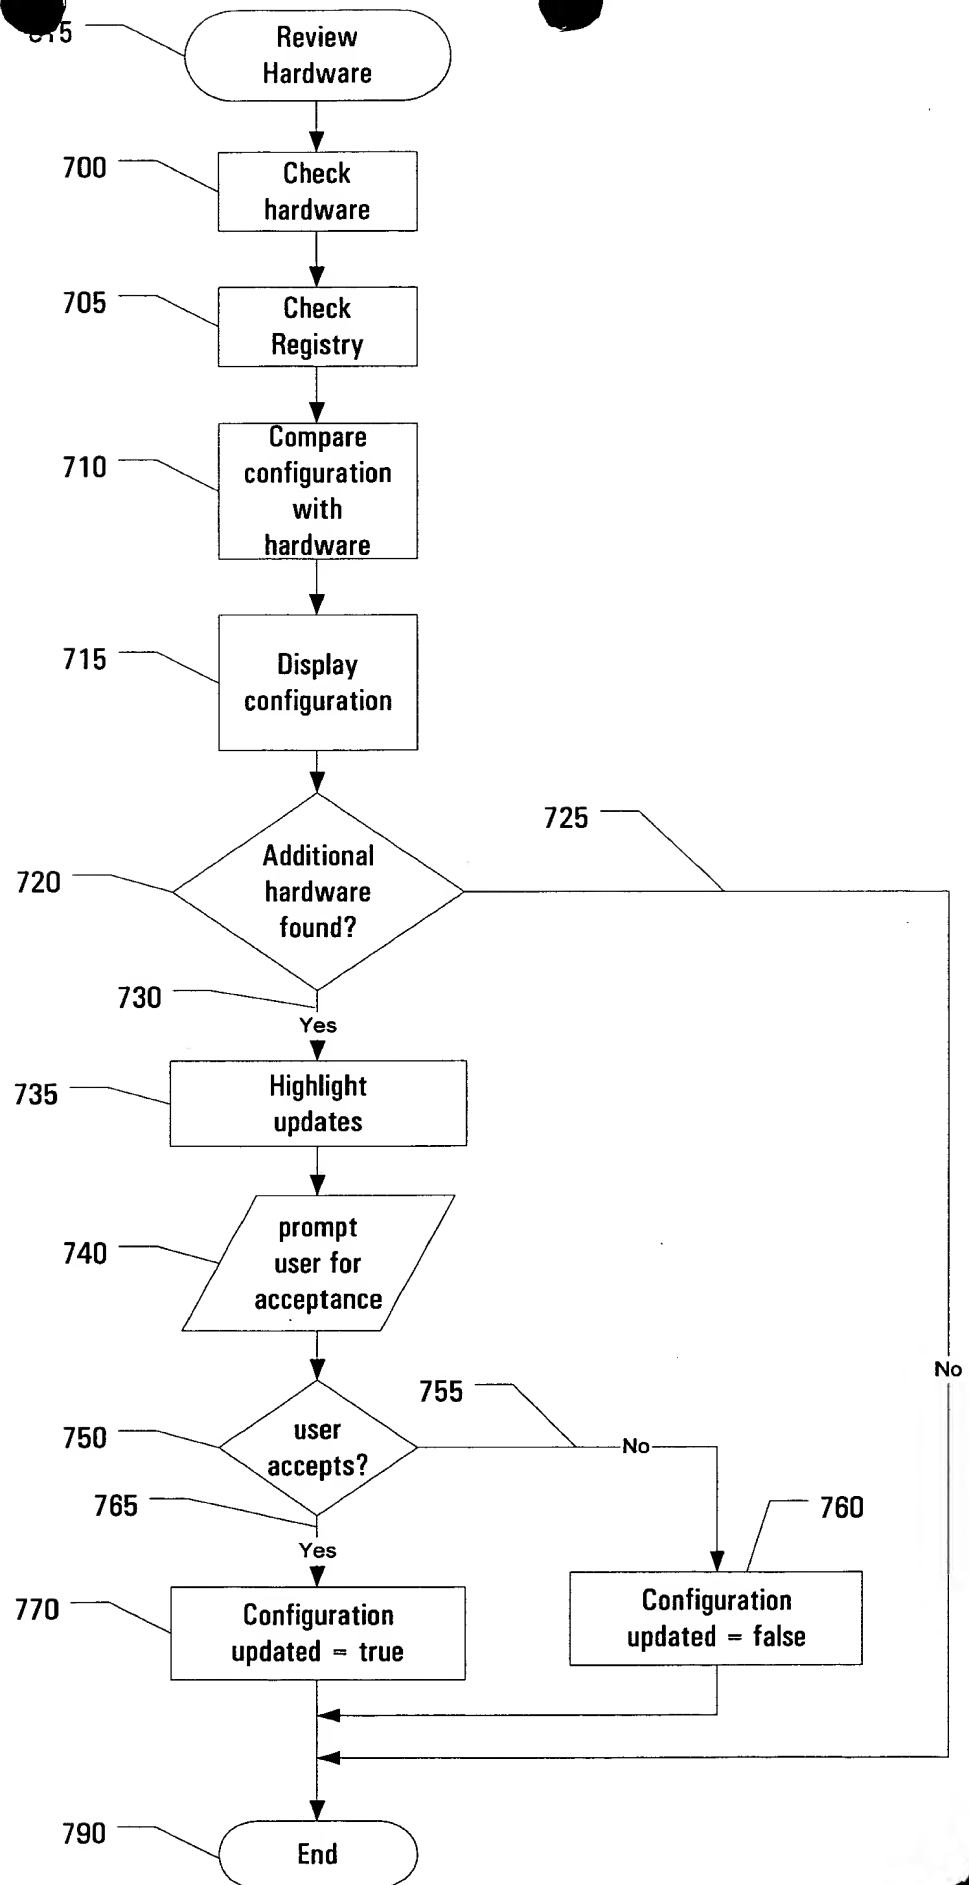 Review
Hardware
700
Check
hardware
705
Check
Registry
710
Compare
configuration
with
hardware
715
Display
configuration
725
720
Additional
hardware
found?
730
Yes
735
Highlight
updates
740
prompt
user for
acceptance
No
755
750
user
accepts?
No
765
Yes
760
770
Configuration
updated = true
Configuration
updated = false
790
End